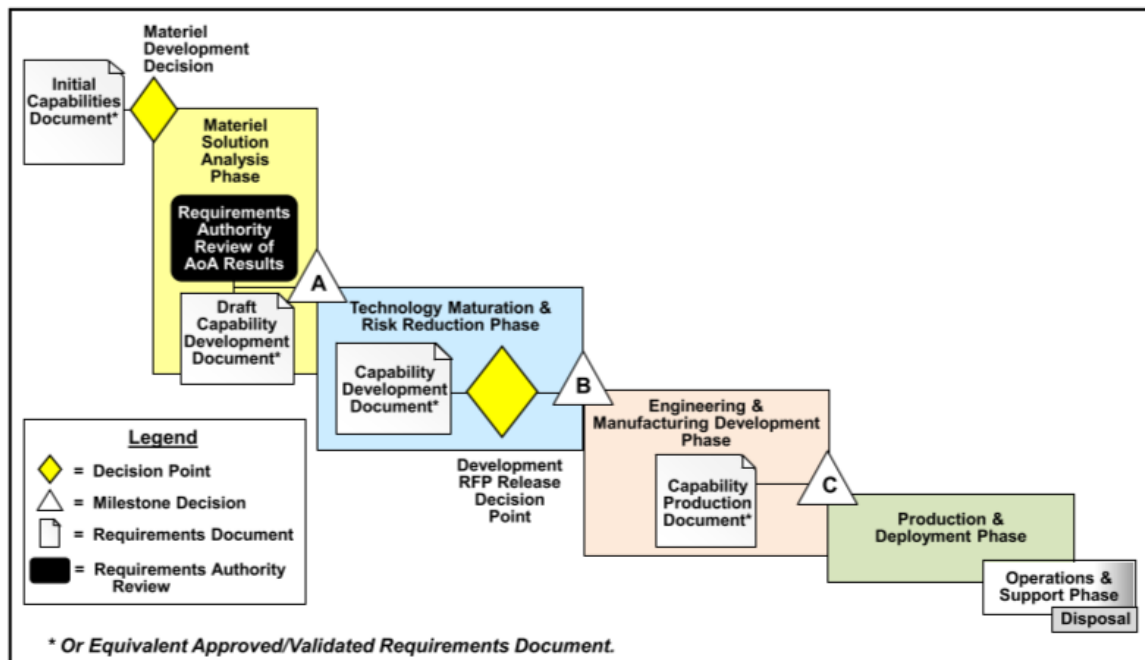 Materiel
Development
Decision
Initial
Capabilities
Document*
Materiel
Solution
Analysis
Phase
Requirements
Authority
Review of
AoA Results
A
Draft
Capability
Development
Document*
Technology Maturation &
Risk Reduction Phase
Capability
Development
Document*
B
Development
RFP Release
Decision
Point
Engineering &
Manufacturing Development
Phase
Capability
Production
Document*
C
Production &
Deployment Phase
Operations &
Support Phase
Disposal
Legend
= Decision Point
= Milestone Decision
= Requirements Document
= Requirements Authority
Review
* Or Equivalent Approved/Validated Requirements Document.